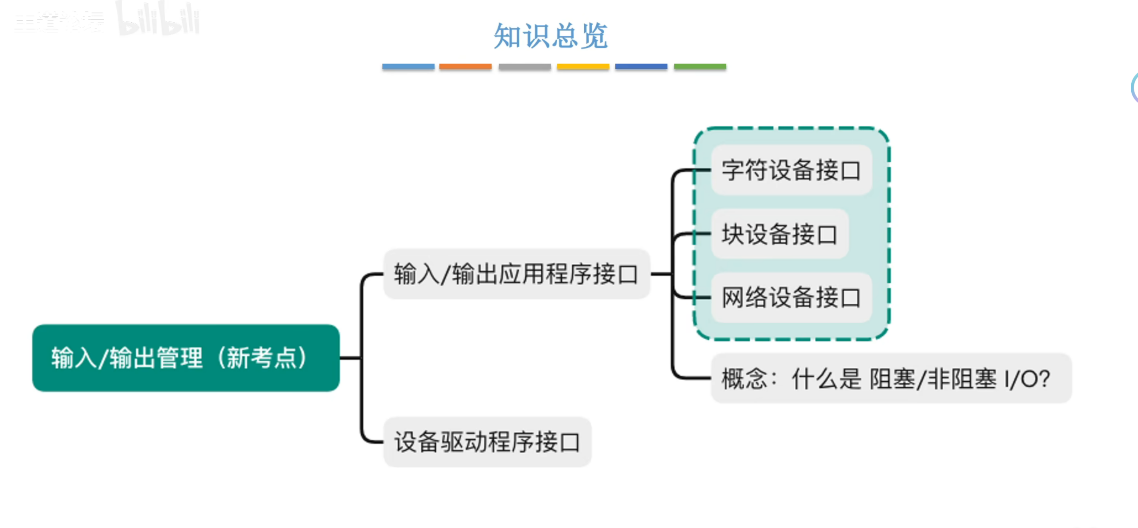 bilibili
知识总览
字符设备接口
块设备接口
输入/输出应用程序接口
网络设备接口
输入/输出管理（新考点）
概念：什么是 阻塞/非阻塞 I/O?
设备驱动程序接口